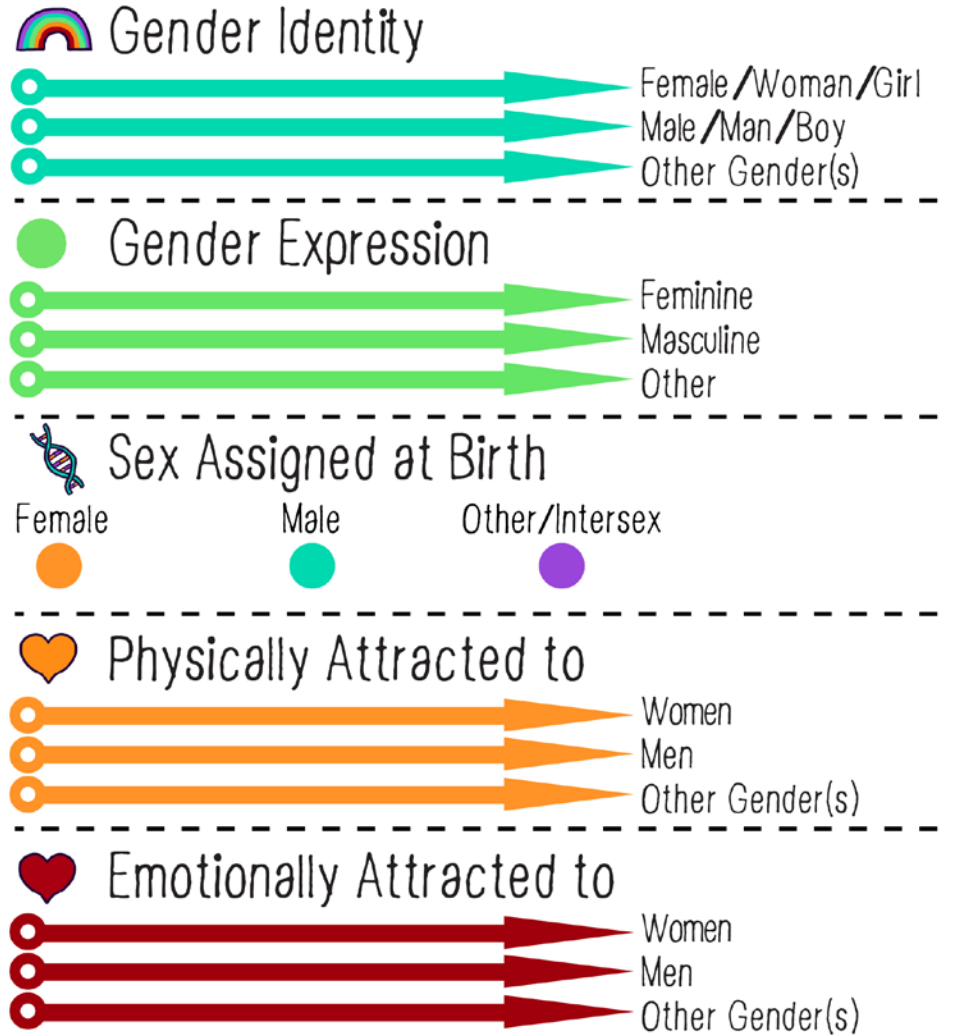 Gender Identity
Female/Woman/Girl
Male/Man/Boy
Other Gender(s)
Gender Expression
Feminine
Masculine
Other
Sex Assigned at Birth
Female Male Other/Intersex
Physically Attracted to
Women
Men
Other Gender(s)
Emotionally Attracted to
Women
Men
Other Gender(s)